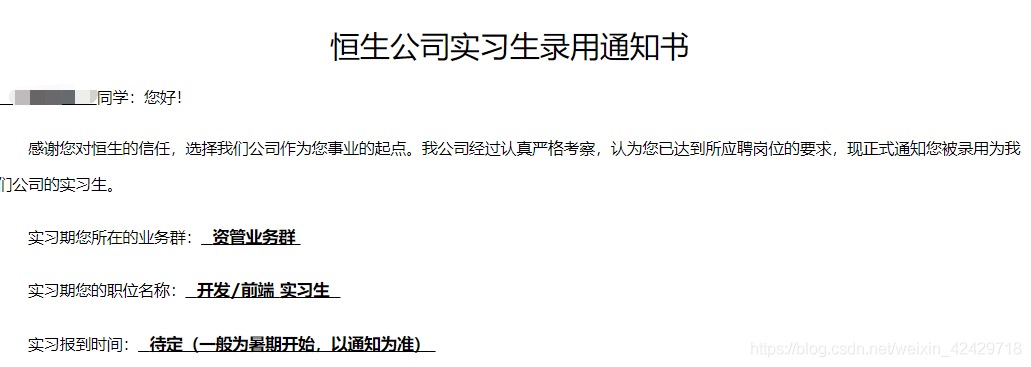 恒生公司实习生录用通知书
同学：您好！
感谢您对恒生的信任，选择我们公司作为您事业的起点。我公司经过认真严格考察，认为您已达到所应聘岗位的要求，现正式通知您被录用为我
们公司的实习生。
实习期您所在的业务群：资管业务群
实习期您的职位名称：开发/前端 实习生
实习报到时间：待定（一般为暑期开始，以通知为准）
https://blog.csdn.net/weixin_42429718